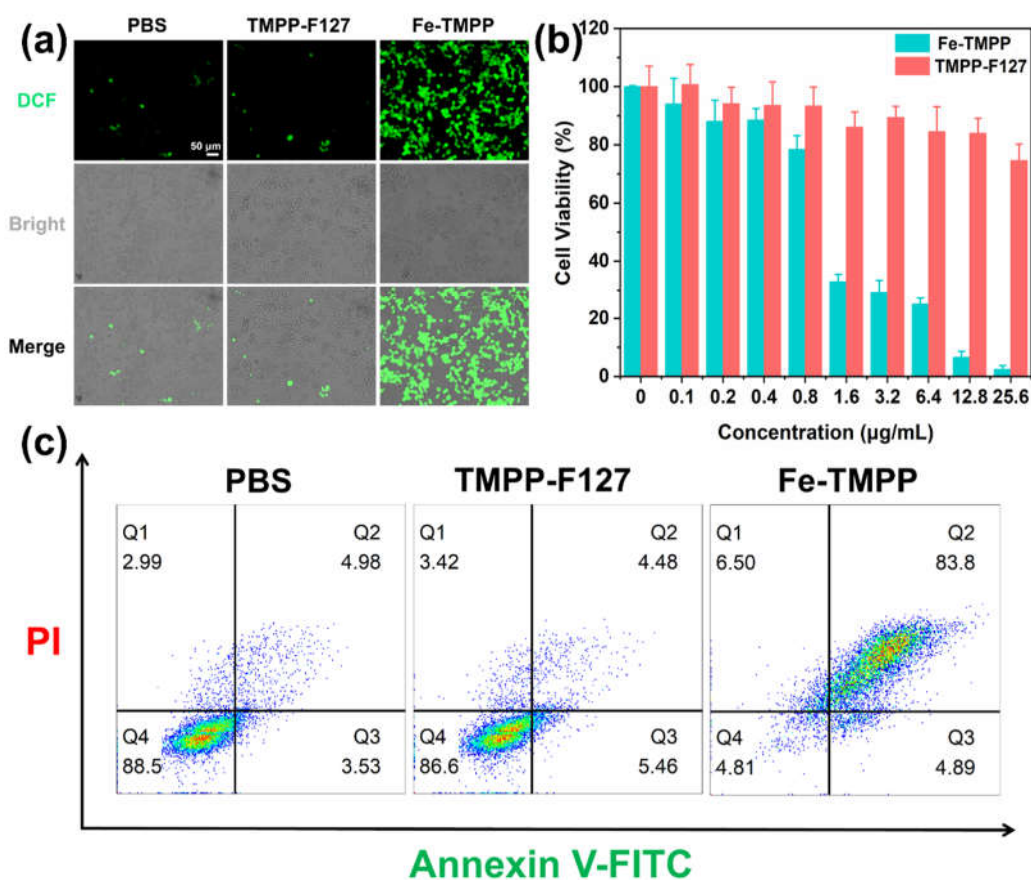 (a)
PBS
TMPP-F127
Fe-TMPP
DCF
50 μm
Bright
Merge
(b)
120
100
80
60
40
20
0
Cell Viability (%)
Fe-TMPP
TMPP-F127
0 0.1 0.2 0.4 0.8 1.6 3.2 6.4 12.8 25.6
Concentration (μg/mL)
(c)
PBS
TMPP-F127
Fe-TMPP
PI
Q1
2.99
Q2
4.98
Q4
88.5
Q3
3.53
Q1
3.42
Q2
4.48
Q4
86.6
Q3
5.46
Q1
6.50
Q2
83.8
Q4
4.81
Q3
4.89
Annexin V-FITC